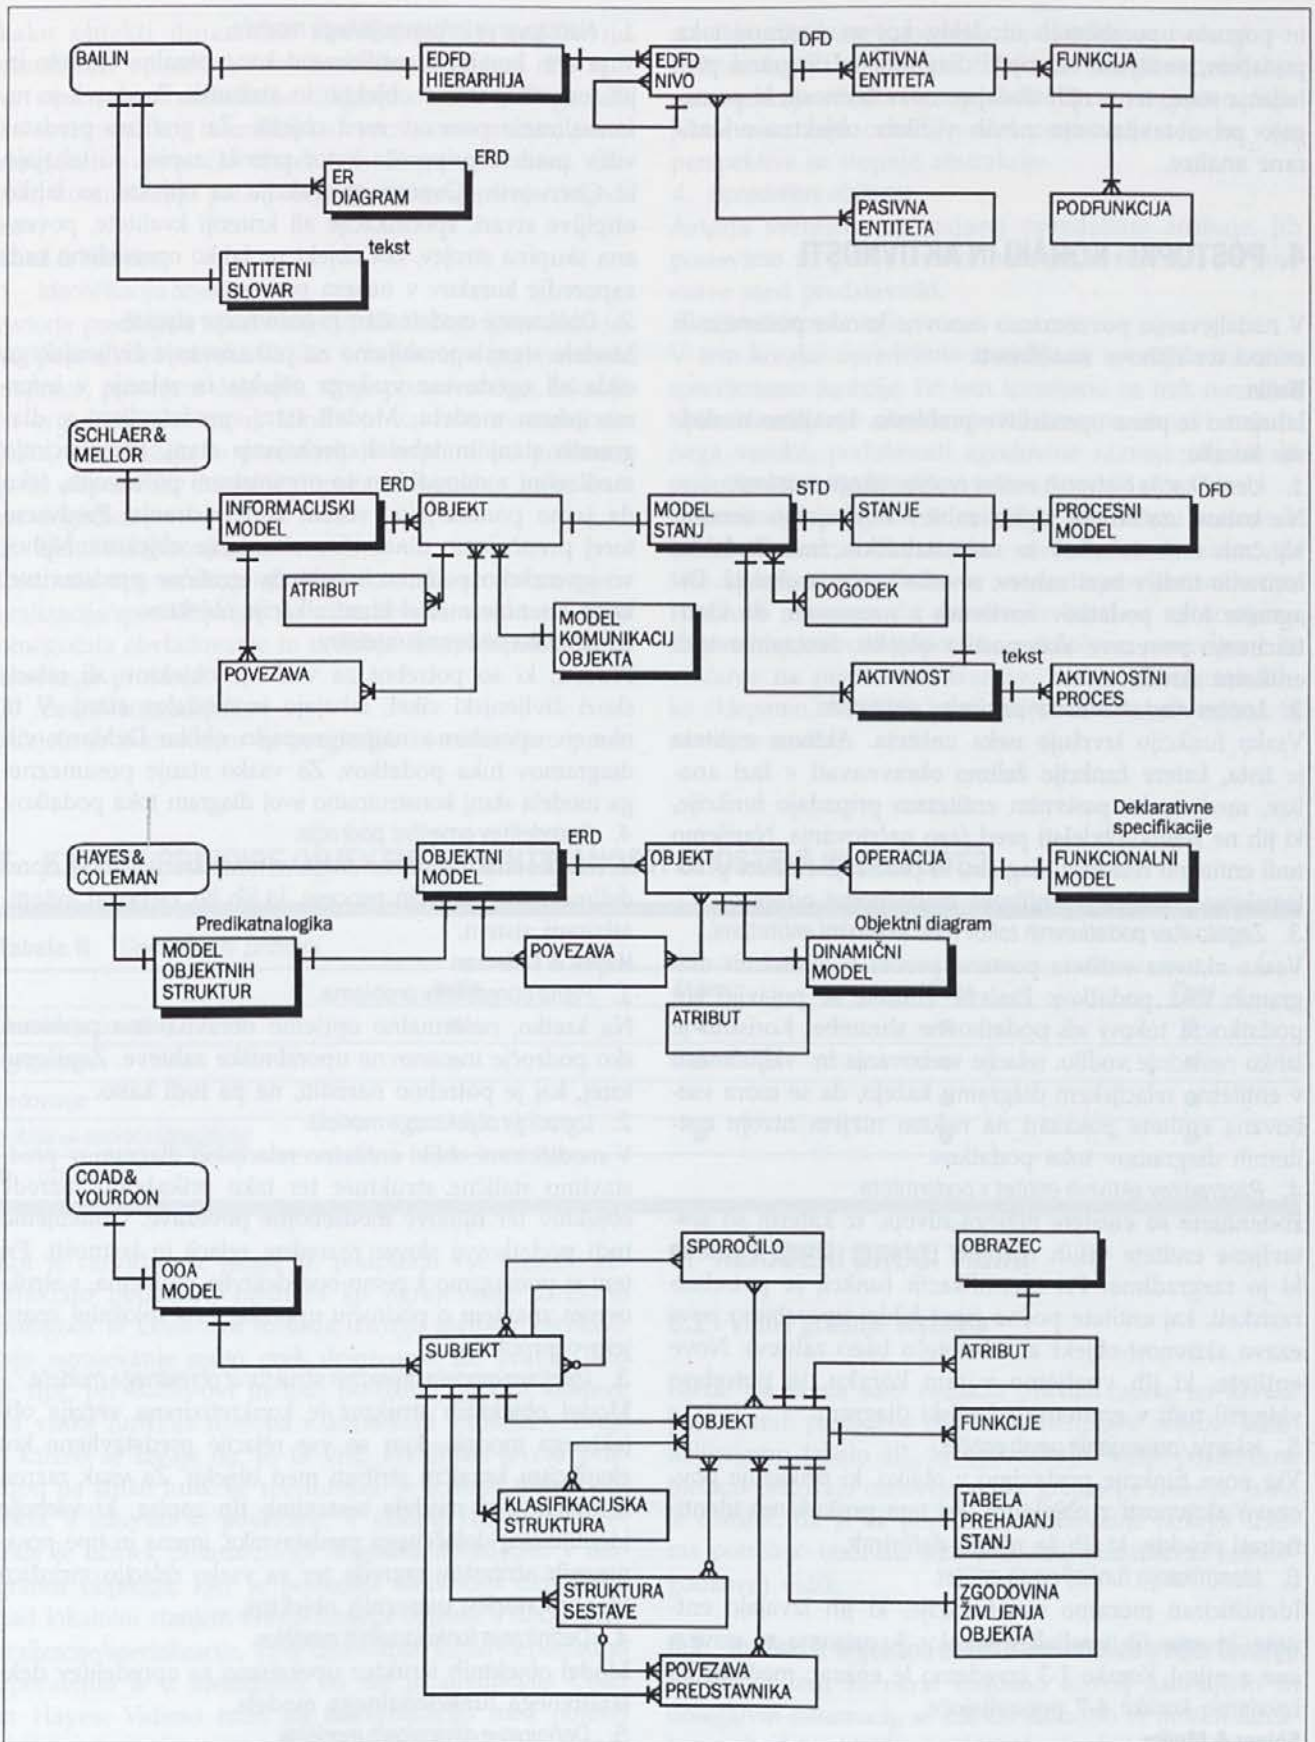 BAILIN
EDFD
HIERARHIJA
EDFD
NIVO
DFD
AKTIVNA
ENTITETA
FUNKCIJA
ER
DIAGRAM
ERD
PASIVNA
ENTITETA
PODFUNKCIJA
ENTITETNI
SLOVAR
tekst
SCHLAER &
MELLOR
INFORMACIJSKI
MODEL
ERD
OBJEKT
MODEL
STANJ
STD
STANJE
PROCESNI
MODEL
DFD
ATRIBUT
DOGODEK
MODEL
KOMUNIKACIJ
OBJEKTA
POVEZAVA
AKTIVNOST
tekst
AKTIVNOSTNI
PROCES
HAYES &
COLEMAN
OBJEKTNI
MODEL
ERD
OBJEKT
OPERACIJA
Deklarativne
specifikacije
FUNKCIONALNI
MODEL
Predikatna logika
MODEL
OBJEKTNIH
STRUKTUR
POVEZAVA
Objektni diagram
DINAMIČNI
MODEL
ATRIBUT
COAD &
YOURDON
OOA
MODEL
SPOROČILO
OBRAZEC
SUBJEKT
ATRIBUT
OBJEKT
FUNKCIJE
KLASIFIKACIJSKA
STRUKTURA
TABELA
PREHAJANJ
STANJ
STRUKTURA
SESTAVE
ZGODOVINA
ŽIVLJENJA
OBJEKTA
POVEZAVA
PREDSTAVNIKA